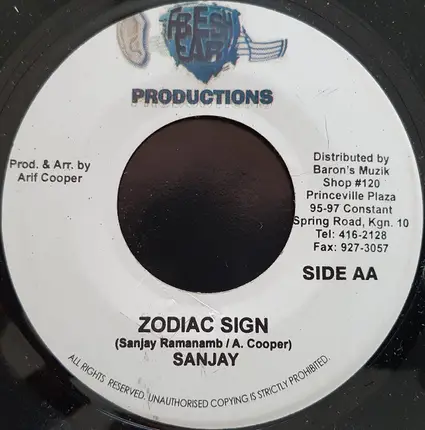 FRESH
EAR
PRODUCTIONS
Prod. & Arr. by
Arif Cooper
Distributed by
Baron's Muzik
Shop #120
Princeville Plaza
95-97 Constant
Spring Road, Kgn. 10
Tel: 416-2128
Fax: 927-3057
SIDE AA
ZODIAC SIGN
(Sanjay Ramanamb / A. Cooper)
SANJAY
ALL RIGHTS RESERVED. UNAUTHORISED COPYING IS STRICTLY PROHIBITED.